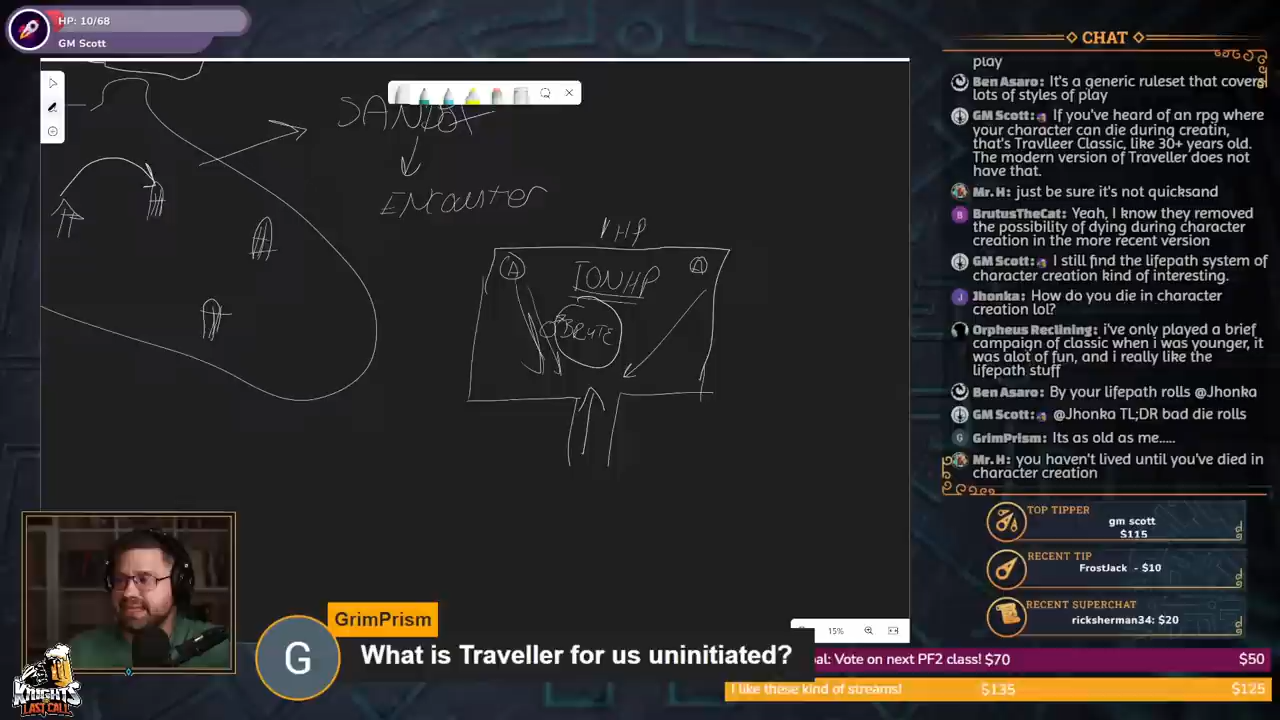 HP: 10/68
GM Scott
SANDBOX
ENCOUNTER
BRUTE
CHAT
play
Ben Asaro: It's a generic ruleset that covers
lots of styles of play
GM Scott: If you've heard of an rpg where
your character can die during creatin,
that's Travlleer Classic, like 30+ years old.
The modern version of Traveller does not
have that.
Mr. H: just be sure it's not quicksand
BrutusTheCat: Yeah, I know they removed
the possibility of dying during character
creation in the more recent version
GM Scott: I still find the lifepath system of
character creation kind of interesting.
Jhonka: How do you die in character
creation lol?
Orpheus Reclining: i've only played a brief
campaign of classic when i was younger, it
was alot of fun, and i really like the
lifepath stuff
Ben Asaro: By your lifepath rolls @Jhonka
GM Scott: @Jhonka TL;DR bad die rolls
GrimPrism: Its as old as me.....
Mr. H: you haven't lived until you've died in
character creation
TOP TIPPER
gm scott
$115
RECENT TIP
FrostJack - $10
RECENT SUPERCHAT
ricksherman34: $20
15%
GrimPrism
G
What is Traveller for us uninitiated?
al: Vote on next PF2 class! $70 $50
I like these kind of streams! $135 $125
KNIGHTS
OF LAST CALL